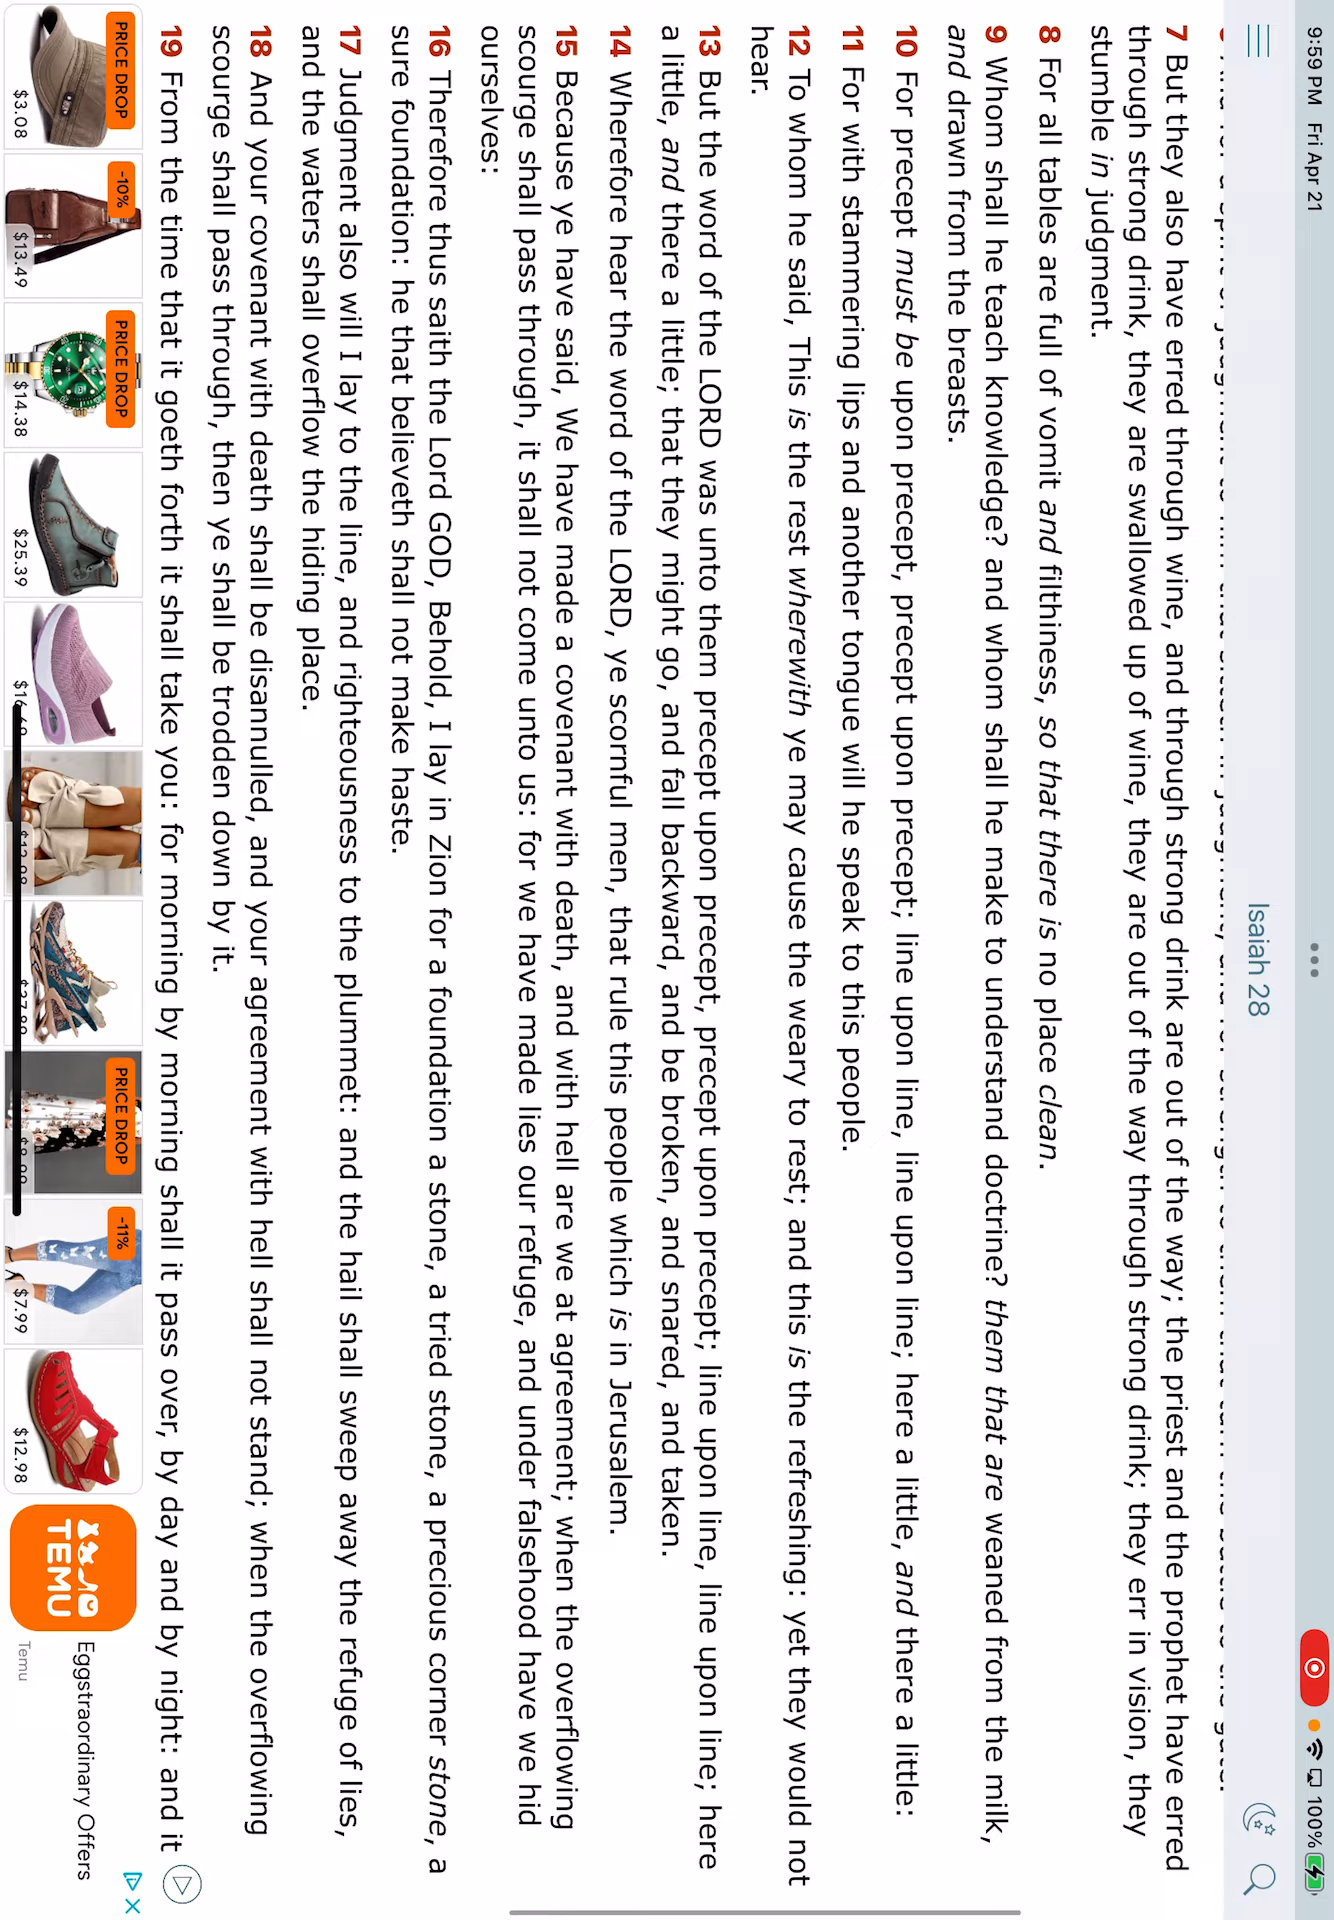 9:59 PM Fri Apr 21
100%
Isaiah 28
7 But they also have erred through wine, and through strong drink are out of the way; the priest and the prophet have erred
through strong drink, they are swallowed up of wine, they are out of the way through strong drink; they err in vision, they
stumble in judgment.
8 For all tables are full of vomit and filthiness, so that there is no place clean.
9 Whom shall he teach knowledge? and whom shall he make to understand doctrine? them that are weaned from the milk,
and drawn from the breasts.
10 For precept must be upon precept, precept upon precept; line upon line, line upon line; here a little, and there a little:
11 For with stammering lips and another tongue will he speak to this people.
12 To whom he said, This is the rest wherewith ye may cause the weary to rest; and this is the refreshing: yet they would not
hear.
13 But the word of the LORD was unto them precept upon precept, precept upon precept; line upon line, line upon line; here
a little, and there a little; that they might go, and fall backward, and be broken, and snared, and taken.
14 Wherefore hear the word of the LORD, ye scornful men, that rule this people which is in Jerusalem.
15 Because ye have said, We have made a covenant with death, and with hell are we at agreement; when the overflowing
scourge shall pass through, it shall not come unto us: for we have made lies our refuge, and under falsehood have we hid
ourselves:
16 Therefore thus saith the Lord GOD, Behold, I lay in Zion for a foundation a stone, a tried stone, a precious corner stone, a
sure foundation: he that believeth shall not make haste.
17 Judgment also will I lay to the line, and righteousness to the plummet: and the hail shall sweep away the refuge of lies,
and the waters shall overflow the hiding place.
18 And your covenant with death shall be disannulled, and your agreement with hell shall not stand; when the overflowing
scourge shall pass through, then ye shall be trodden down by it.
19 From the time that it goeth forth it shall take you: for morning by morning shall it pass over, by day and by night: and it
PRICE DROP
$3.08
-10%
$13.49
PRICE DROP
$14.38
$25.39
PRICE DROP
-11%
$7.99
$12.98
TEMU
Eggstraordinary Offers
Temu